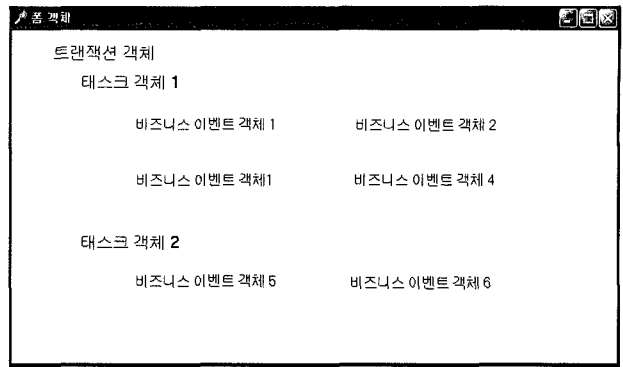 폼 객체
트랜잭션 객체
태스크 객체 1
비즈니스 이벤트 객체 1 비즈니스 이벤트 객체 2
비즈니스 이벤트 객체1 비즈니스 이벤트 객체 4
태스크 객체 2
비즈니스 이벤트 객체 5 비즈니스 이벤트 객체 6